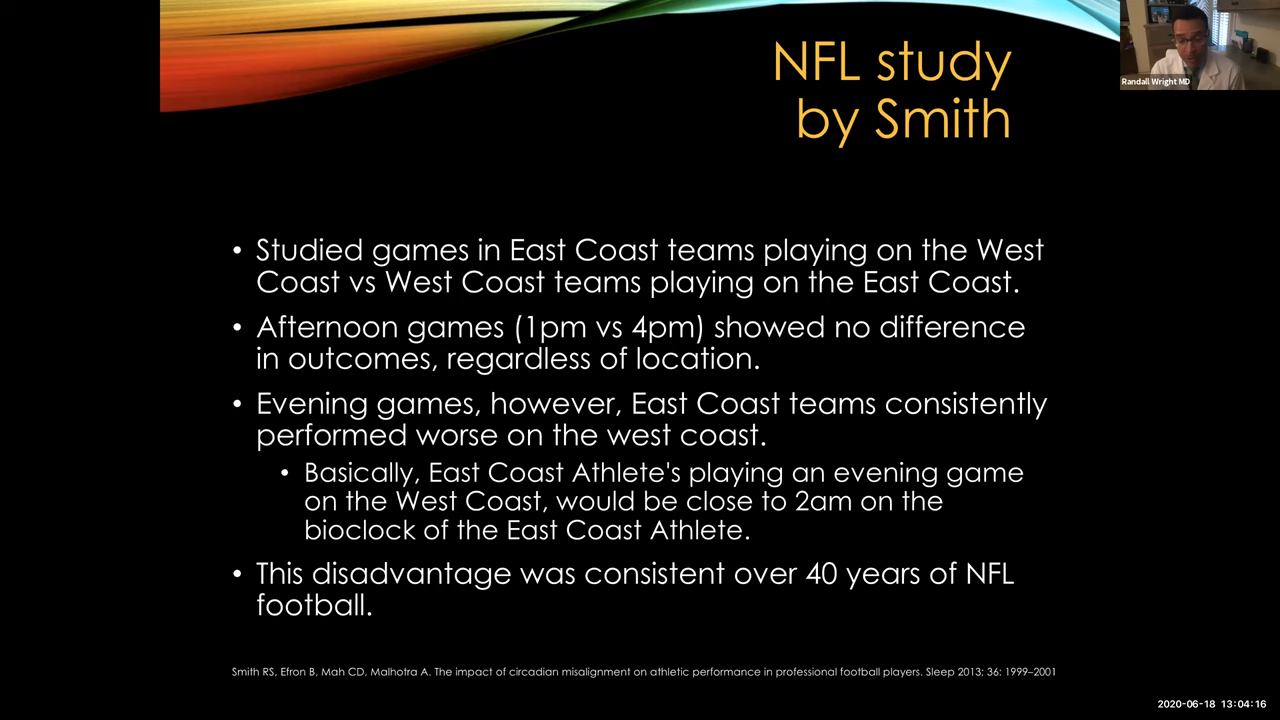 NFL study
by Smith
Randall Wright MD
• Studied games in East Coast teams playing on the West
Coast vs West Coast teams playing on the East Coast.
• Afternoon games (1pm vs 4pm) showed no difference
in outcomes, regardless of location.
• Evening games, however, East Coast teams consistently
performed worse on the west coast.
• Basically, East Coast Athlete's playing an evening game
on the West Coast, would be close to 2am on the
bioclock of the East Coast Athlete.
• This disadvantage was consistent over 40 years of NFL
football.
Smith RS, Efron B, Mah CD, Malhotra A. The impact of circadian misalignment on athletic performance in professional football players. Sleep 2013; 36: 1999–2001
2020-06-18 13:04:16